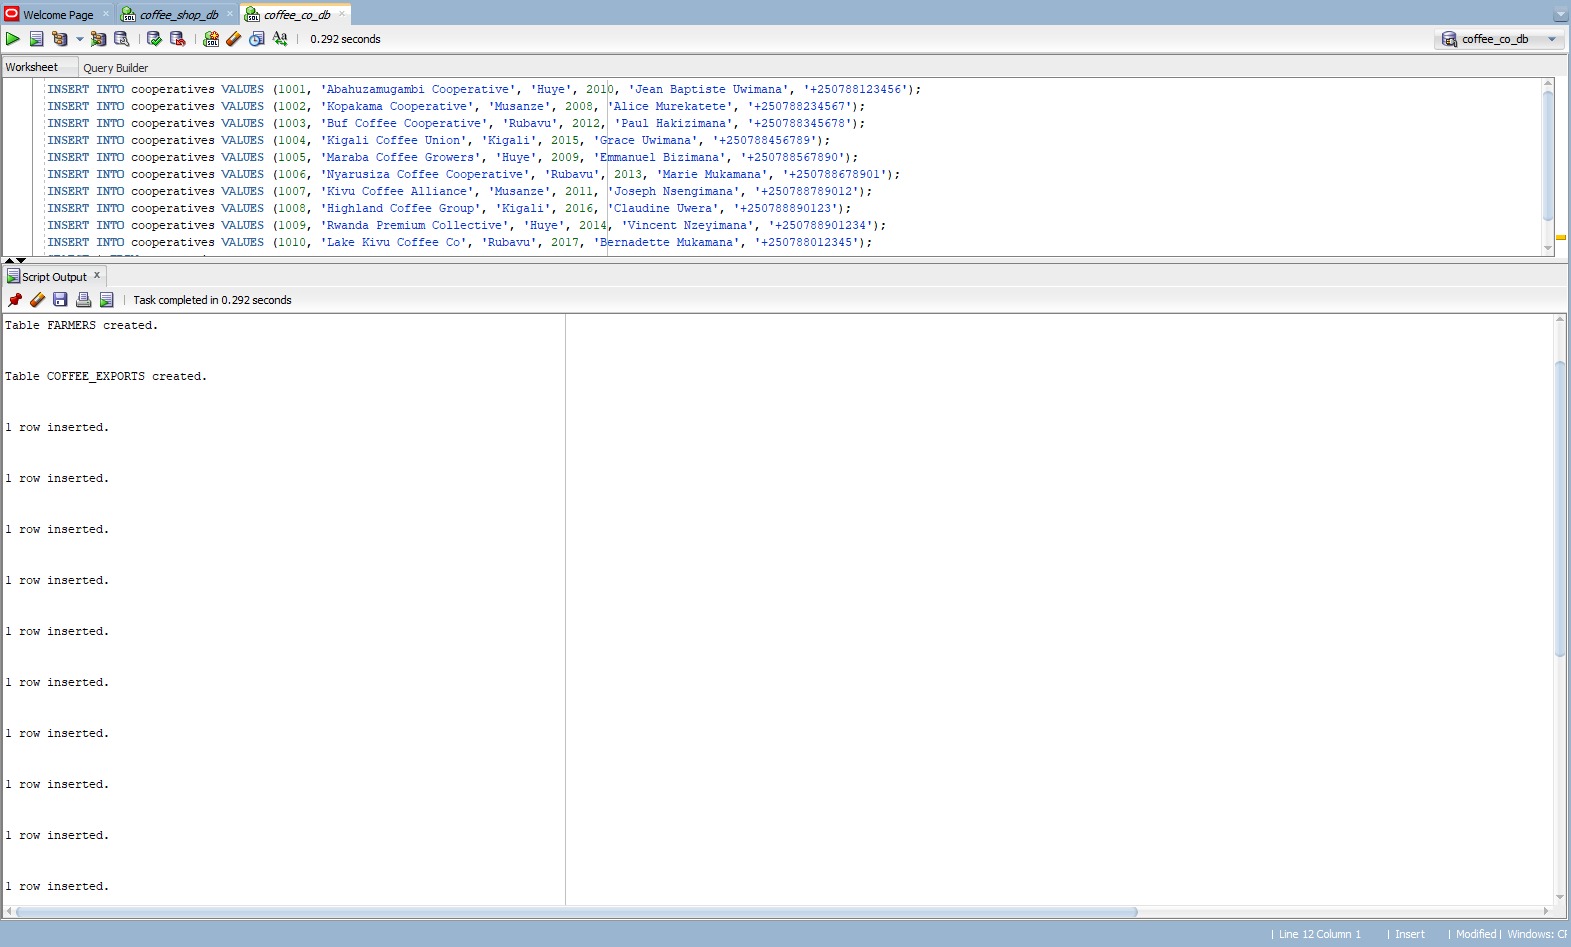 Welcome Page coffee_shop_db coffee_co_db
0.292 seconds coffee_co_db
Worksheet Query Builder
INSERT INTO cooperatives VALUES (1001, 'Abahuzamugambi Cooperative', 'Huye', 2010, 'Jean Baptiste Uwimana', '+250788123456');
INSERT INTO cooperatives VALUES (1002, 'Kopakama Cooperative', 'Musanze', 2008, 'Alice Murekatete', '+250788234567');
INSERT INTO cooperatives VALUES (1003, 'Buf Coffee Cooperative', 'Rubavu', 2012, 'Paul Hakizimana', '+250788345678');
INSERT INTO cooperatives VALUES (1004, 'Kigali Coffee Union', 'Kigali', 2015, 'Grace Uwimana', '+250788456789');
INSERT INTO cooperatives VALUES (1005, 'Maraba Coffee Growers', 'Huye', 2009, 'Emmanuel Bizimana', '+250788567890');
INSERT INTO cooperatives VALUES (1006, 'Nyarusiza Coffee Cooperative', 'Rubavu', 2013, 'Marie Mukamana', '+250788678901');
INSERT INTO cooperatives VALUES (1007, 'Kivu Coffee Alliance', 'Musanze', 2011, 'Joseph Nsengimana', '+250788789012');
INSERT INTO cooperatives VALUES (1008, 'Highland Coffee Group', 'Kigali', 2016, 'Claudine Uwera', '+250788890123');
INSERT INTO cooperatives VALUES (1009, 'Rwanda Premium Collective', 'Huye', 2014, 'Vincent Nzeyimana', '+250788901234');
INSERT INTO cooperatives VALUES (1010, 'Lake Kivu Coffee Co', 'Rubavu', 2017, 'Bernadette Mukamana', '+250788012345');
Script Output
Task completed in 0.292 seconds
Table FARMERS created.
Table COFFEE_EXPORTS created.
1 row inserted.
1 row inserted.
1 row inserted.
1 row inserted.
1 row inserted.
1 row inserted.
1 row inserted.
1 row inserted.
1 row inserted.
1 row inserted.
| Line 12 Column 1 | Insert | Modified | Windows: